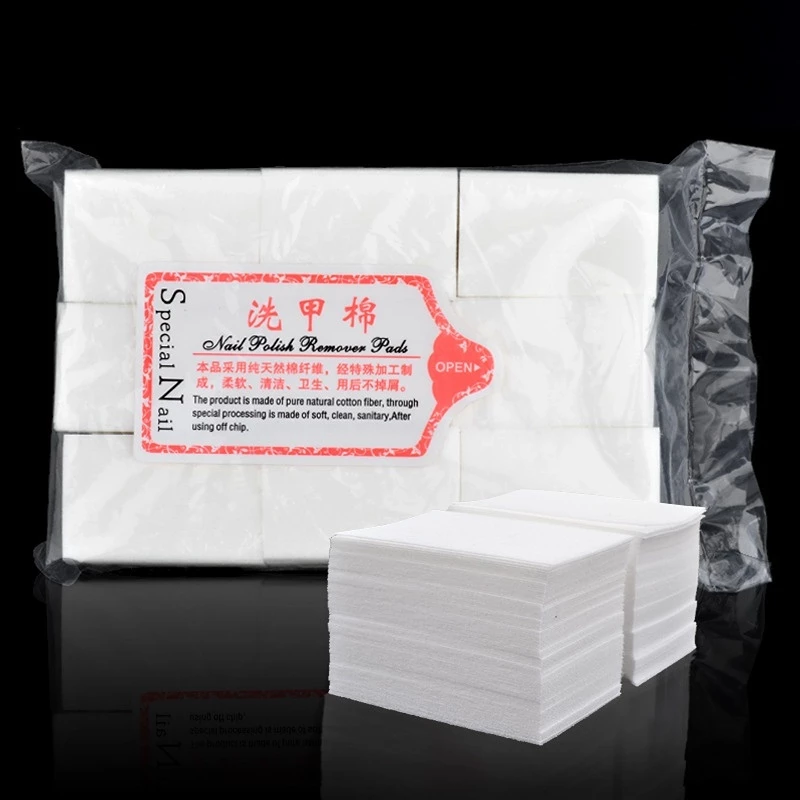 Special Nail
洗甲棉
Nail Polish Remover Pads
本品采用纯天然棉纤维，经特殊加工制
成，柔软、清洁、卫生、用后不掉屑。
The product is made of pure natural cotton fiber, through
special processing is made of soft, clean, sanitary,After
using off chip.
OPEN